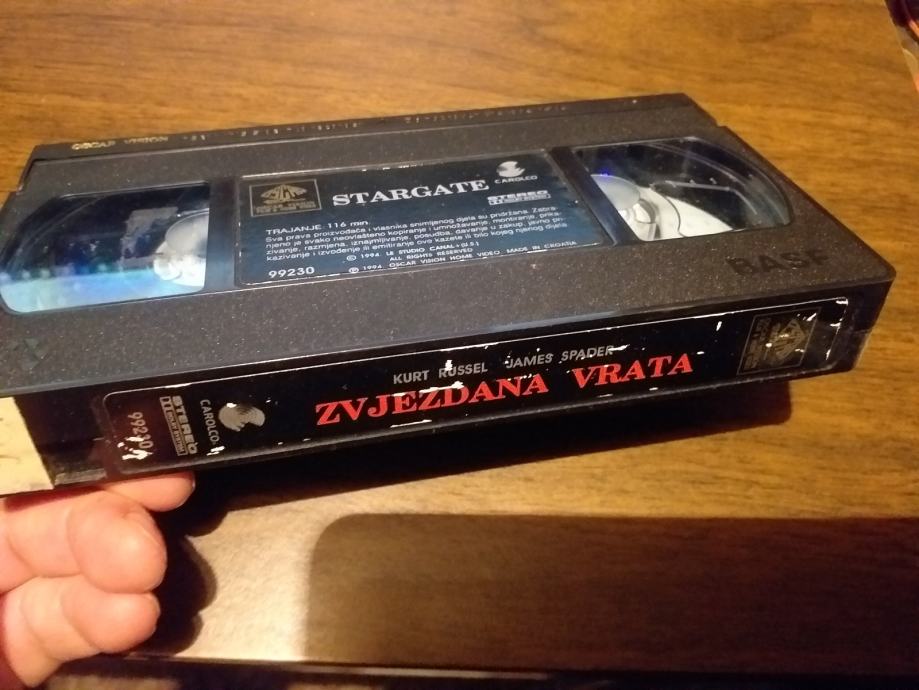 OSCAR VISION
STARGATE
CAROLCO
STEREO
TRAJANJE: 116 min.
Sva prava proizvođača i vlasnika snimljenog djela su pridržana. Zabra-
njeno je svako neovlašteno kopiranje i umnožavanje, montiranje, prika-
zivanje, razmjena, iznajmljivanje, posudba, davanje u zakup, javno pri-
kazivanje i izvođenje ili emitiranje ove kazete ili bilo kojeg njenog dijela.
© 1994 LE STUDIO CANAL + (U.S.)
ALL RIGHTS RESERVED
℗ 1994 OSCAR VISION HOME VIDEO MADE IN CROATIA
99230
BASF
KURT RUSSEL JAMES SPADER
ZVJEZDANA VRATA
CAROLCO
STEREO
99230